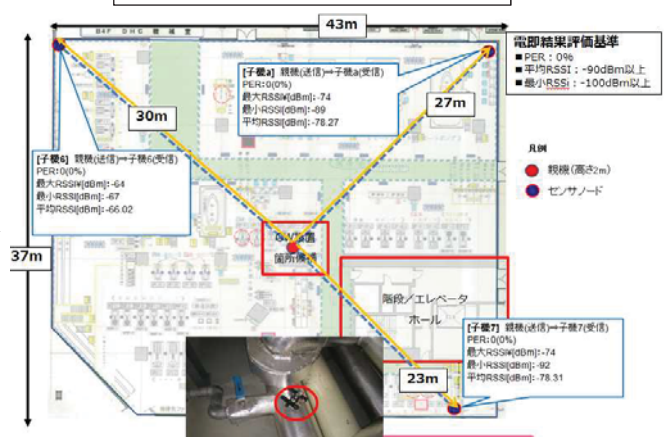 43m
B4F DHC 機械室
電即結果評価基準
■PER:0%
■平均RSSI:-90dBm以上
■最小RSSi:-100dBm以上
[子機a] 親機(送信)⇒子機a(受信)
PER:0(0%)
最大RSSI¥[dBm]:-74
最小RSSI[dBm]:-89
平均RSSI[dBm]:-78.27
27m
30m
[子機6] 親機(送信)⇒子機6(受信)
PER:0(0%)
最大RSSI¥[dBm]:-64
最小RSSI[dBm]:-67
平均RSSI[dBm]:-66.02
凡例
親機(高さ2m)
センサノード
37m
GW設置
箇所候補
階段/エレベータ
ホール
[子機7] 親機(送信)⇒子機7(受信)
PER:0(0%)
最大RSSI¥[dBm]:-74
最小RSSI[dBm]:-92
平均RSSI[dBm]:-78.31
23m